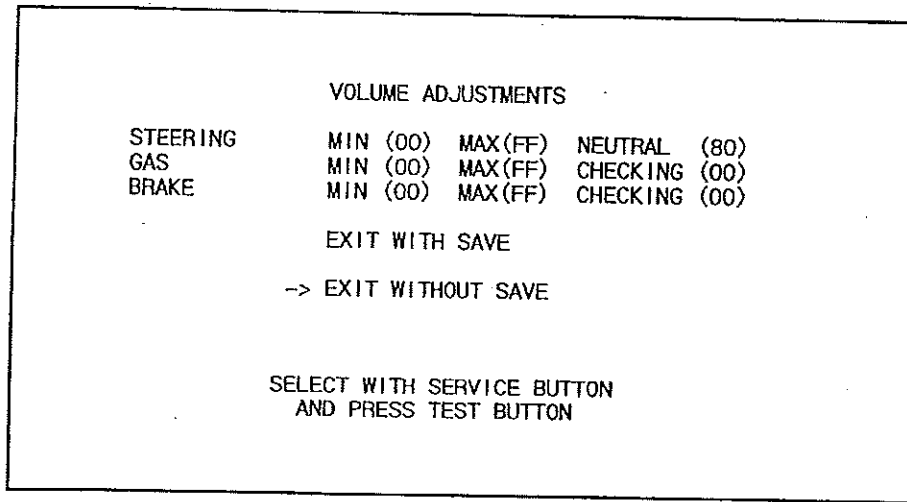 VOLUME ADJUSTMENTS
STEERING MIN (00) MAX(FF) NEUTRAL (80)
GAS MIN (00) MAX(FF) CHECKING (00)
BRAKE MIN (00) MAX(FF) CHECKING (00)
EXIT WITH SAVE
-> EXIT WITHOUT SAVE
SELECT WITH SERVICE BUTTON
AND PRESS TEST BUTTON